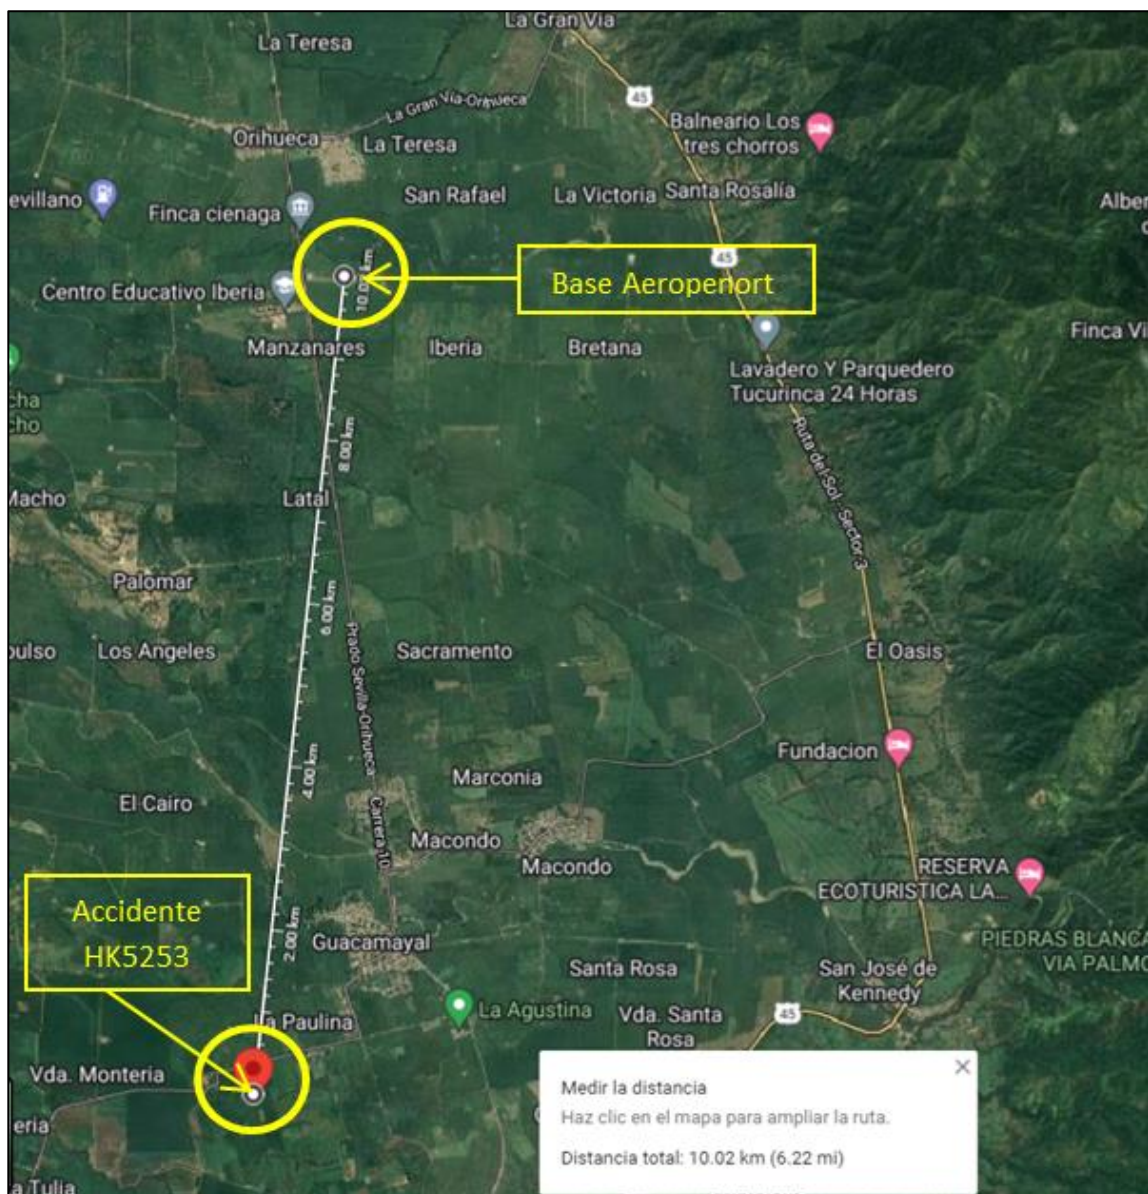 La Gran Via
La Teresa
45
La Gran Vía-Orihueca
Balneario Los
tres chorros
Orihueca
La Teresa
San Rafael
La Victoria
Santa Rosalía
evillano
Finca cienaga
Alber
45
10.02 km
Base Aeropenort
Centro Educativo Iberia
Manzanares
Iberia
Bretana
Finca Vi
Lavadero Y Parquedero
Tucurinca 24 Horas
cha
cho
8.00 km
Ruta del Sol - Sector 3
Macho
Latal
Palomar
6.00 km
Prado Sevilla-Orihueca
pulso
Los Angeles
Sacramento
El Oasis
Fundacion
4.00 km
Marconia
El Cairo
Carrera 10
Macondo
Macondo
RESERVA
ECOTURISTICA LA...
Accidente
HK5253
2.00 km
Guacamayal
PIEDRAS BLANCA
VIA PALMO
Santa Rosa
San José de
Kennedy
La Agustina
Vda. Santa
Rosa
45
La Paulina
Vda. Monteria
eria
a Tulia
Medir la distancia
Haz clic en el mapa para ampliar la ruta.
Distancia total: 10.02 km (6.22 mi)